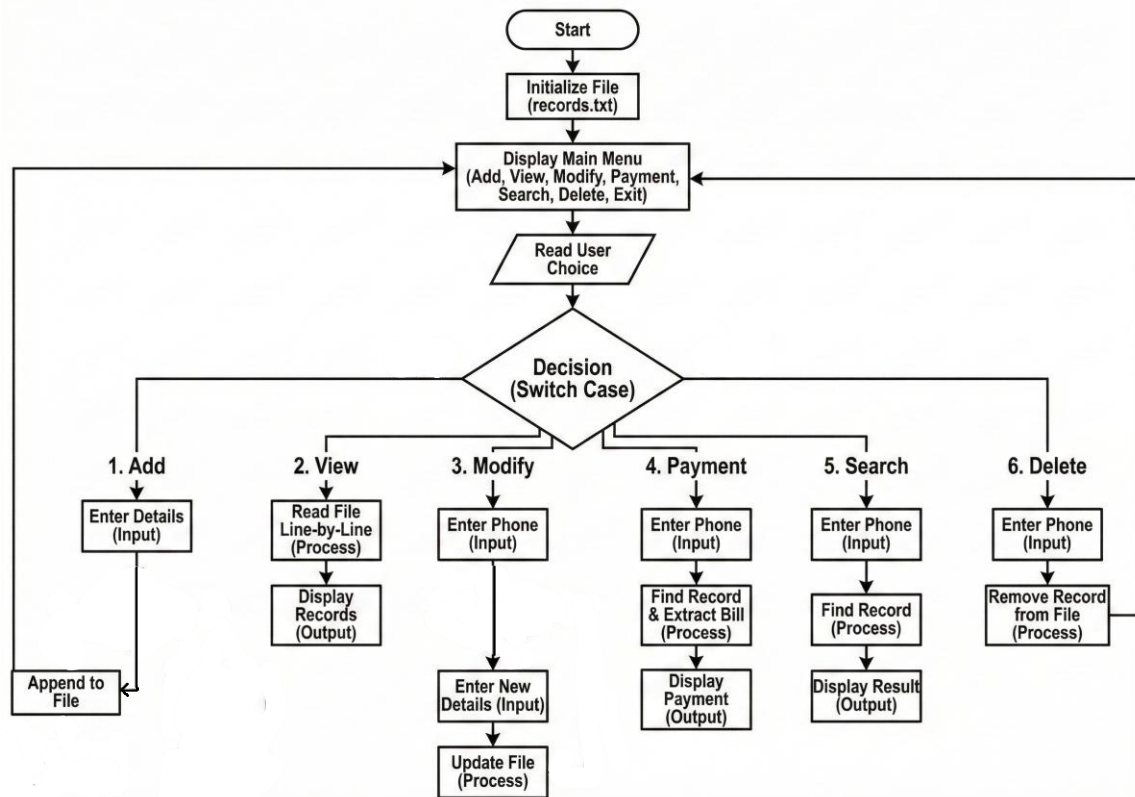 Start
Initialize File
(records.txt)
Display Main Menu
(Add, View, Modify, Payment,
Search, Delete, Exit)
Read User
Choice
Decision
(Switch Case)
1. Add
Enter Details
(Input)
Append to
File
2. View
Read File
Line-by-Line
(Process)
Display
Records
(Output)
3. Modify
Enter Phone
(Input)
Enter New
Details (Input)
Update File
(Process)
4. Payment
Enter Phone
(Input)
Find Record
& Extract Bill
(Process)
Display
Payment
(Output)
5. Search
Enter Phone
(Input)
Find Record
(Process)
Display Result
(Output)
6. Delete
Enter Phone
(Input)
Remove Record
from File
(Process)